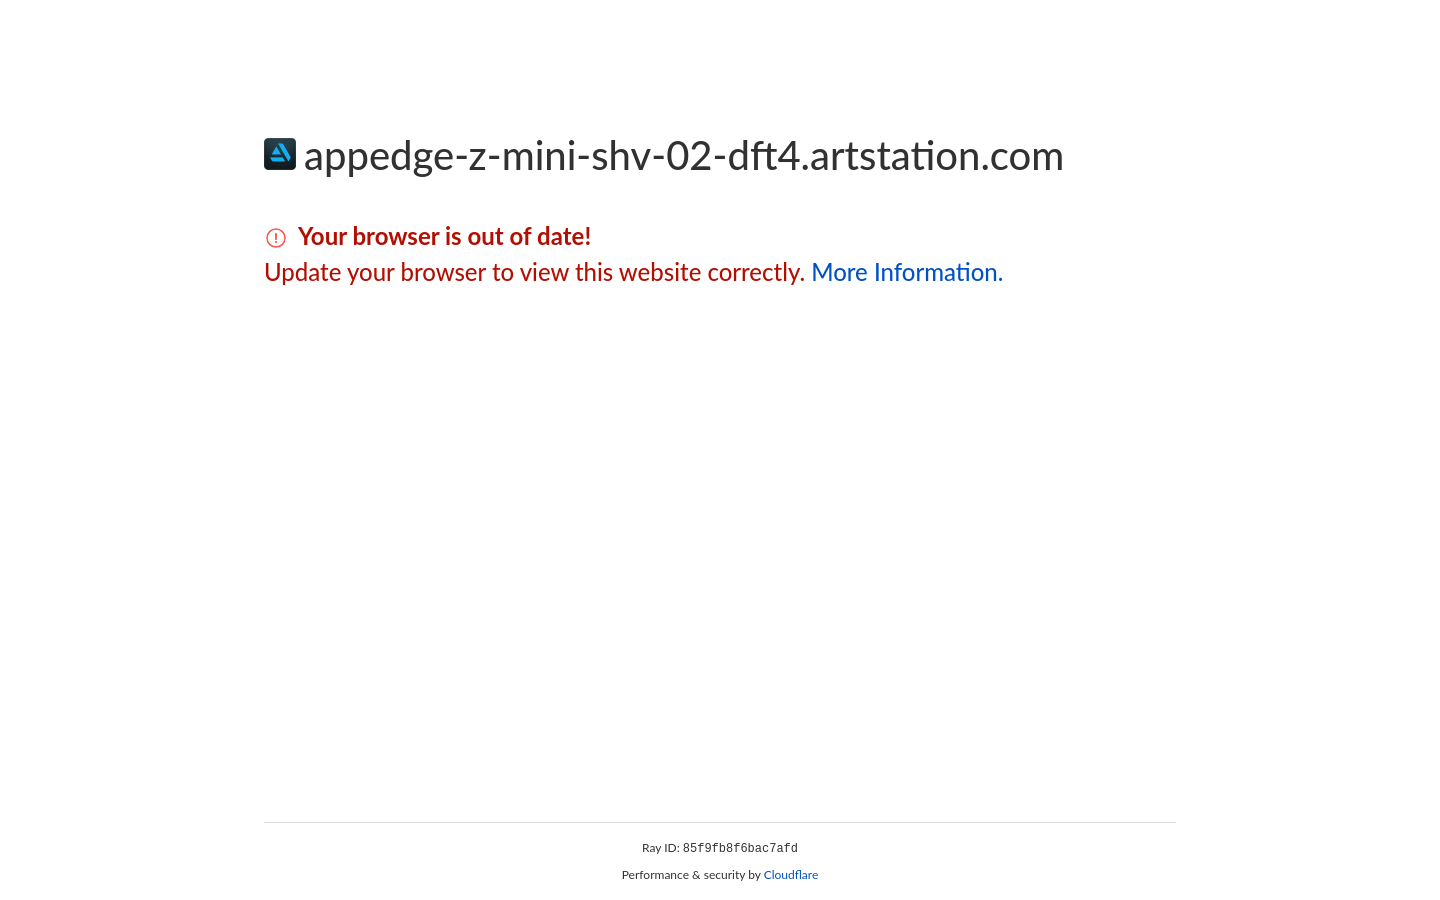 appedge-z-mini-shv-02-dft4.artstation.com
Your browser is out of date!
Update your browser to view this website correctly. More Information.
Ray ID: 85f9fb8f6bac7afd
Performance & security by Cloudflare